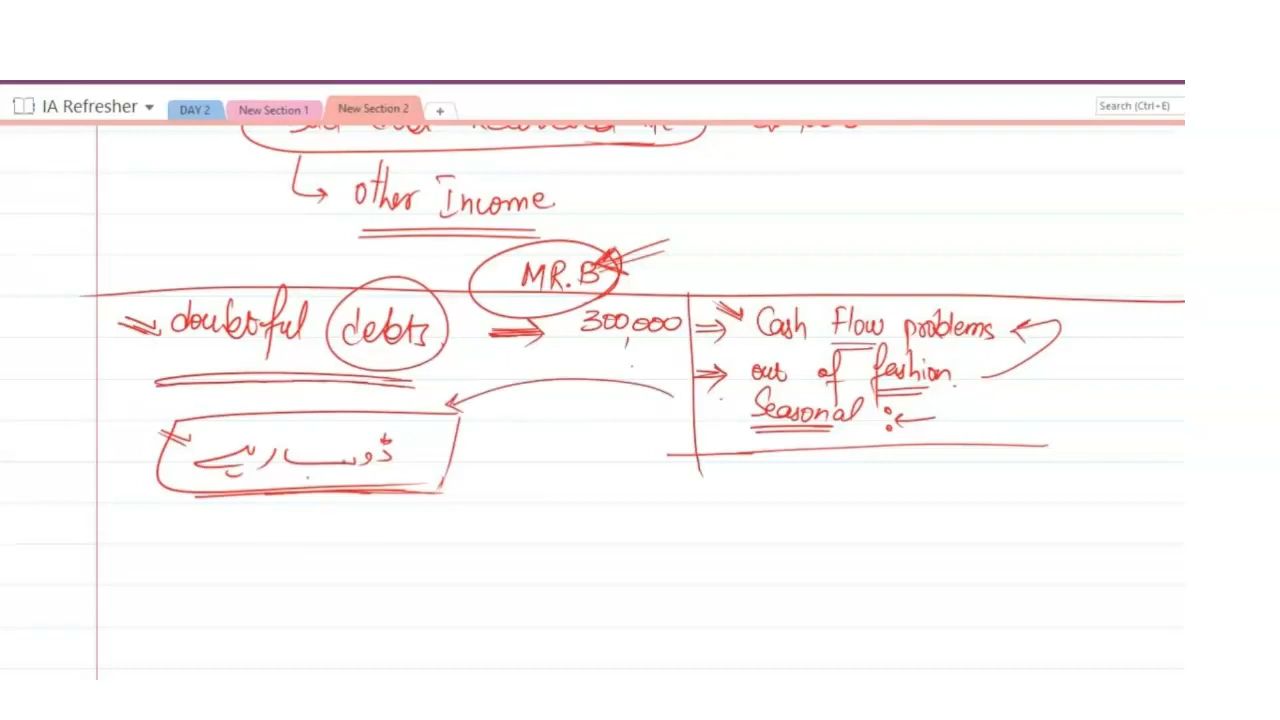 IA Refresher
DAY 2
New Section 1
New Section 2
+
Search (Ctrl+E)
other Income
MR. B
doubtful debts → 300,000 ⇒ Cash Flow problems
out of fashion.
Seasonal :
ڈوب رہے